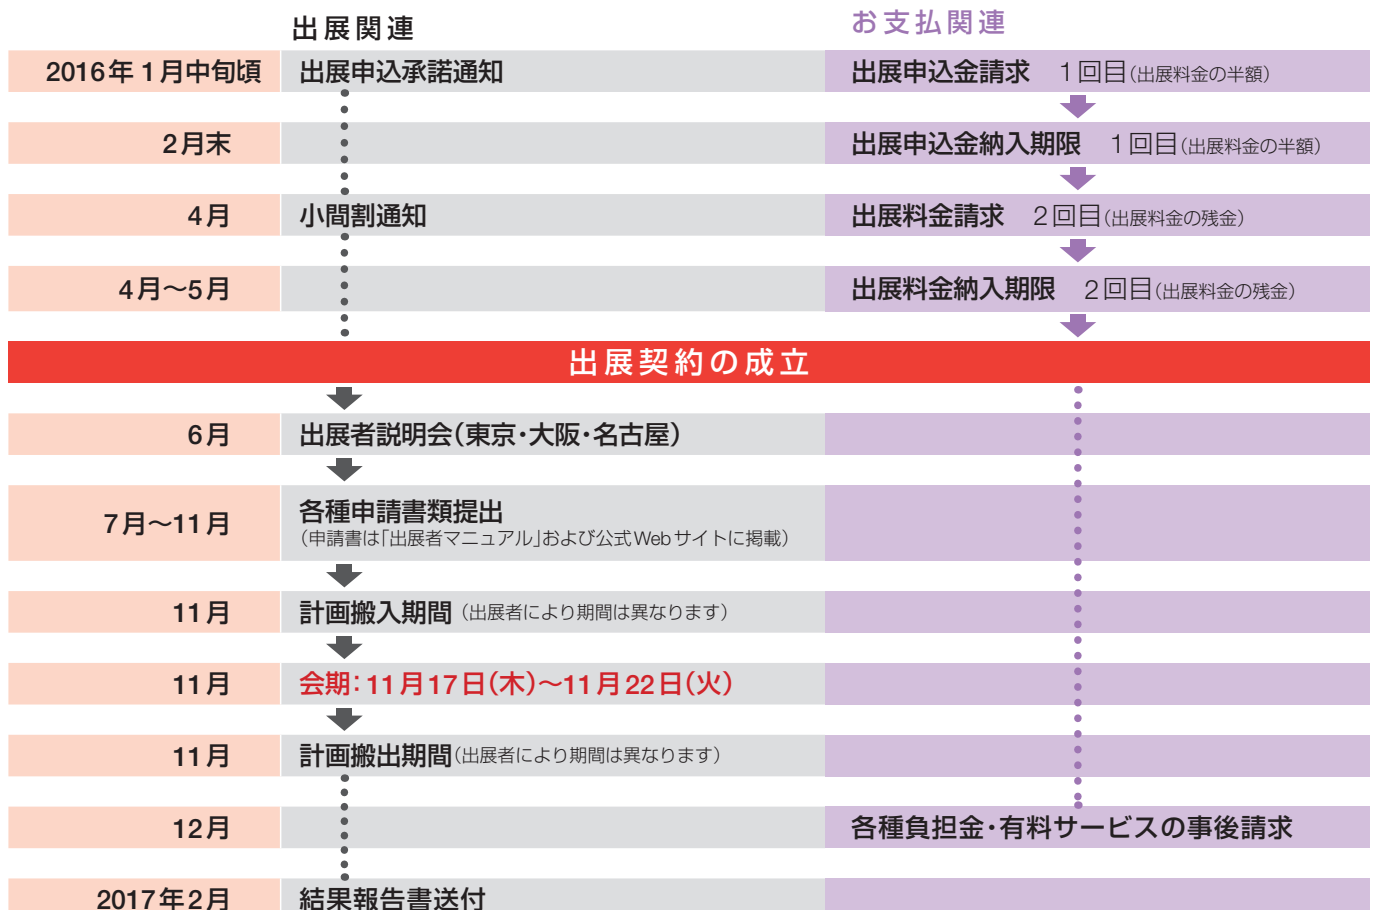 出展関連 お支払関連
2016年1月中旬頃 出展申込承諾通知 出展申込金請求 1回目(出展料金の半額)
2月末 出展申込金納入期限 1回目(出展料金の半額)
4月 小間割通知 出展料金請求 2回目(出展料金の残金)
4月〜5月 出展料金納入期限 2回目(出展料金の残金)
出展契約の成立
6月 出展者説明会(東京・大阪・名古屋)
7月〜11月 各種申請書類提出
(申請書は「出展者マニュアル」および公式Webサイトに掲載)
11月 計画搬入期間(出展者により期間は異なります)
11月 会期:11月17日(木)〜11月22日(火)
11月 計画搬出期間(出展者により期間は異なります)
12月 各種負担金・有料サービスの事後請求
2017年2月 結果報告書送付